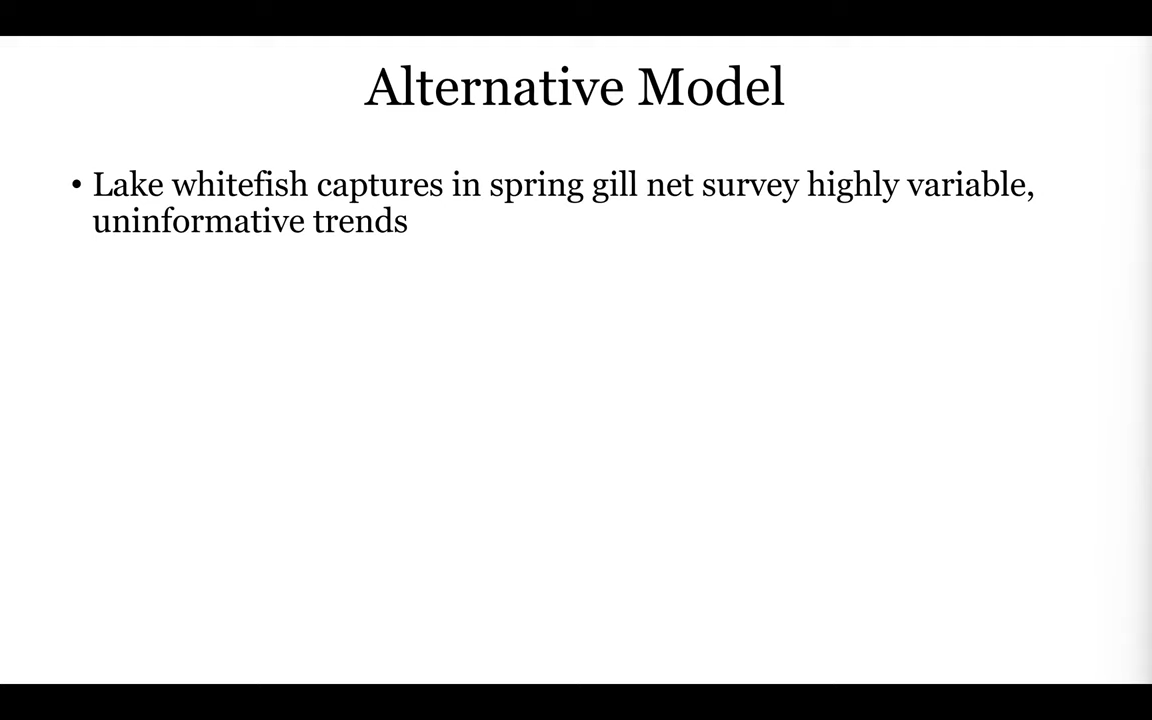 Alternative Model
• Lake whitefish captures in spring gill net survey highly variable,
uninformative trends